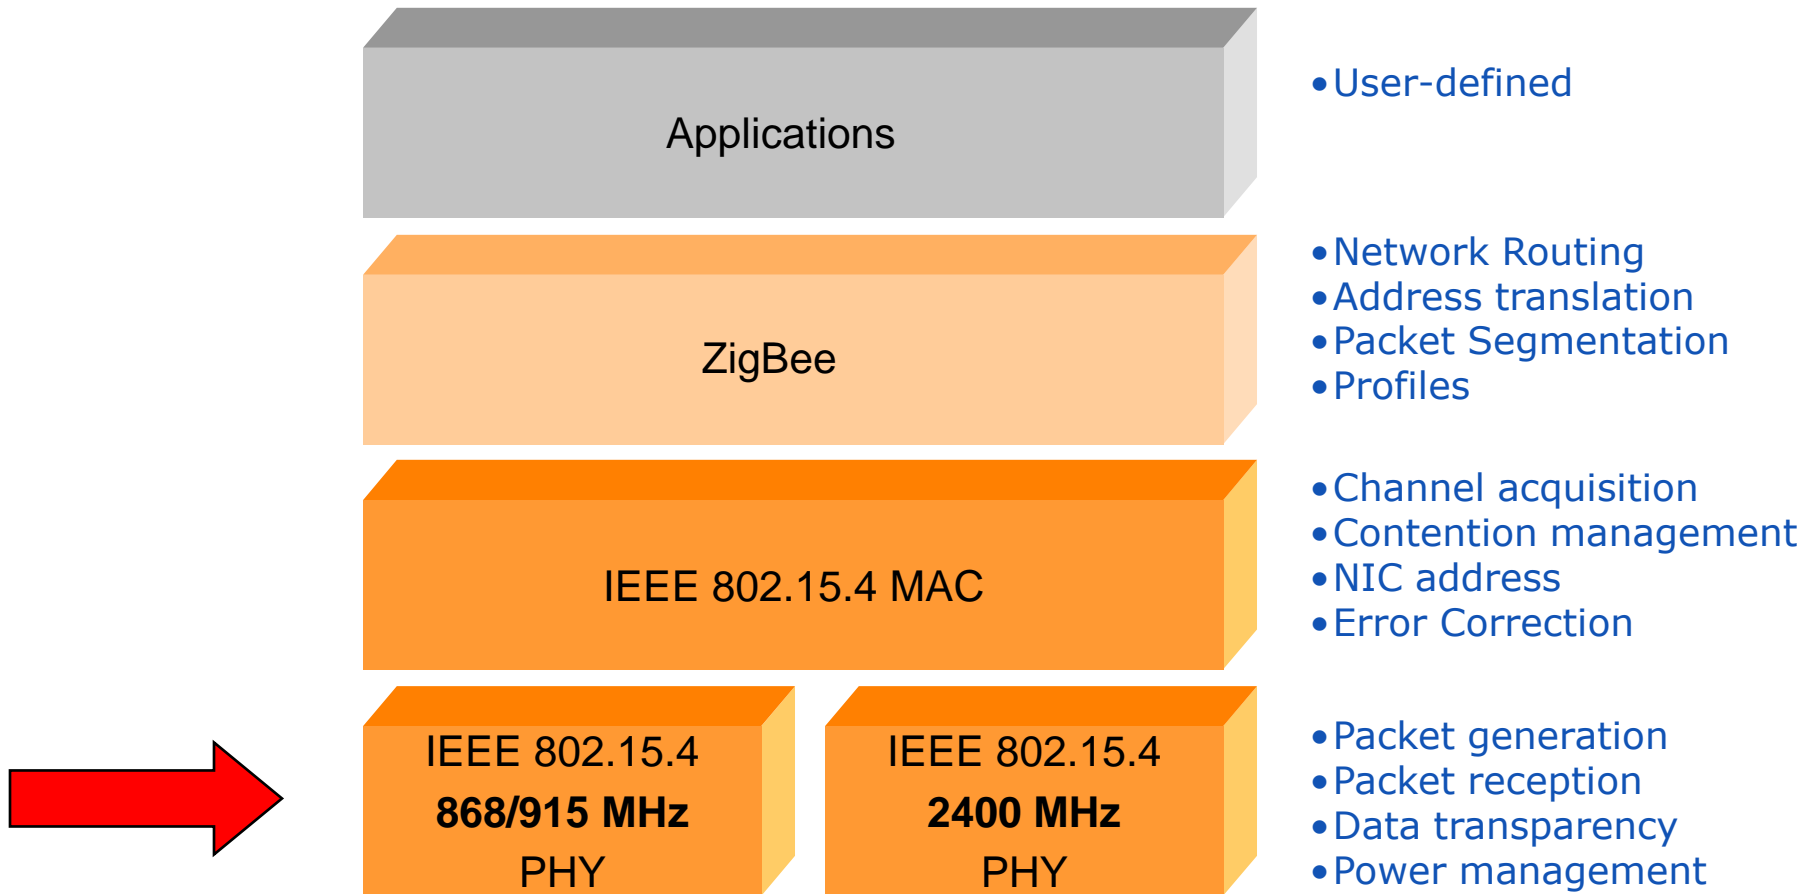 Applications
•User-defined
ZigBee
•Network Routing
•Address translation
•Packet Segmentation
•Profiles
IEEE 802.15.4 MAC
•Channel acquisition
•Contention management
•NIC address
•Error Correction
IEEE 802.15.4
868/915 MHz
PHY
IEEE 802.15.4
2400 MHz
PHY
•Packet generation
•Packet reception
•Data transparency
•Power management